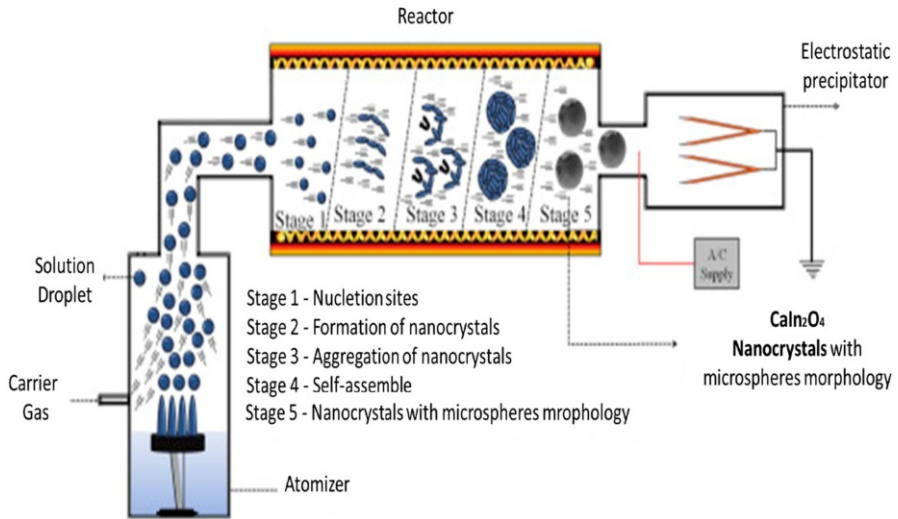 Reactor
Electrostatic
precipitator
Stage 1
Stage 2
Stage 3
Stage 4
Stage 5
Solution
Droplet
A/C
Supply
Stage 1 - Nucletion sites
Stage 2 - Formation of nanocrystals
Stage 3 - Aggregation of nanocrystals
Stage 4 - Self-assemble
Stage 5 - Nanocrystals with microspheres mrophology
CaIn₂O₄
Nanocrystals with
microspheres morphology
Carrier
Gas
Atomizer